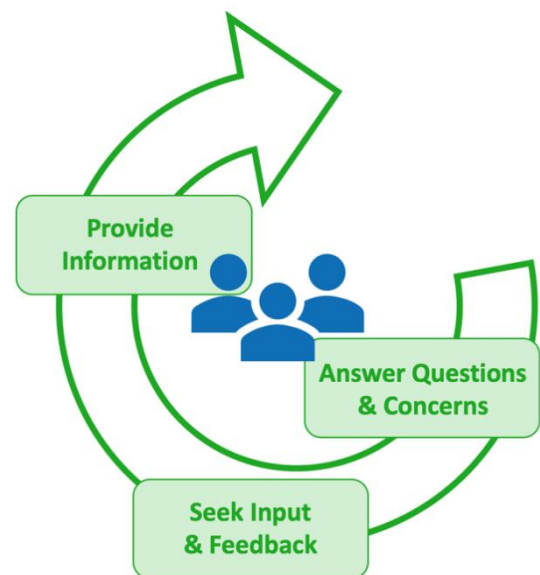 Provide
Information
Answer Questions
& Concerns
Seek Input
& Feedback